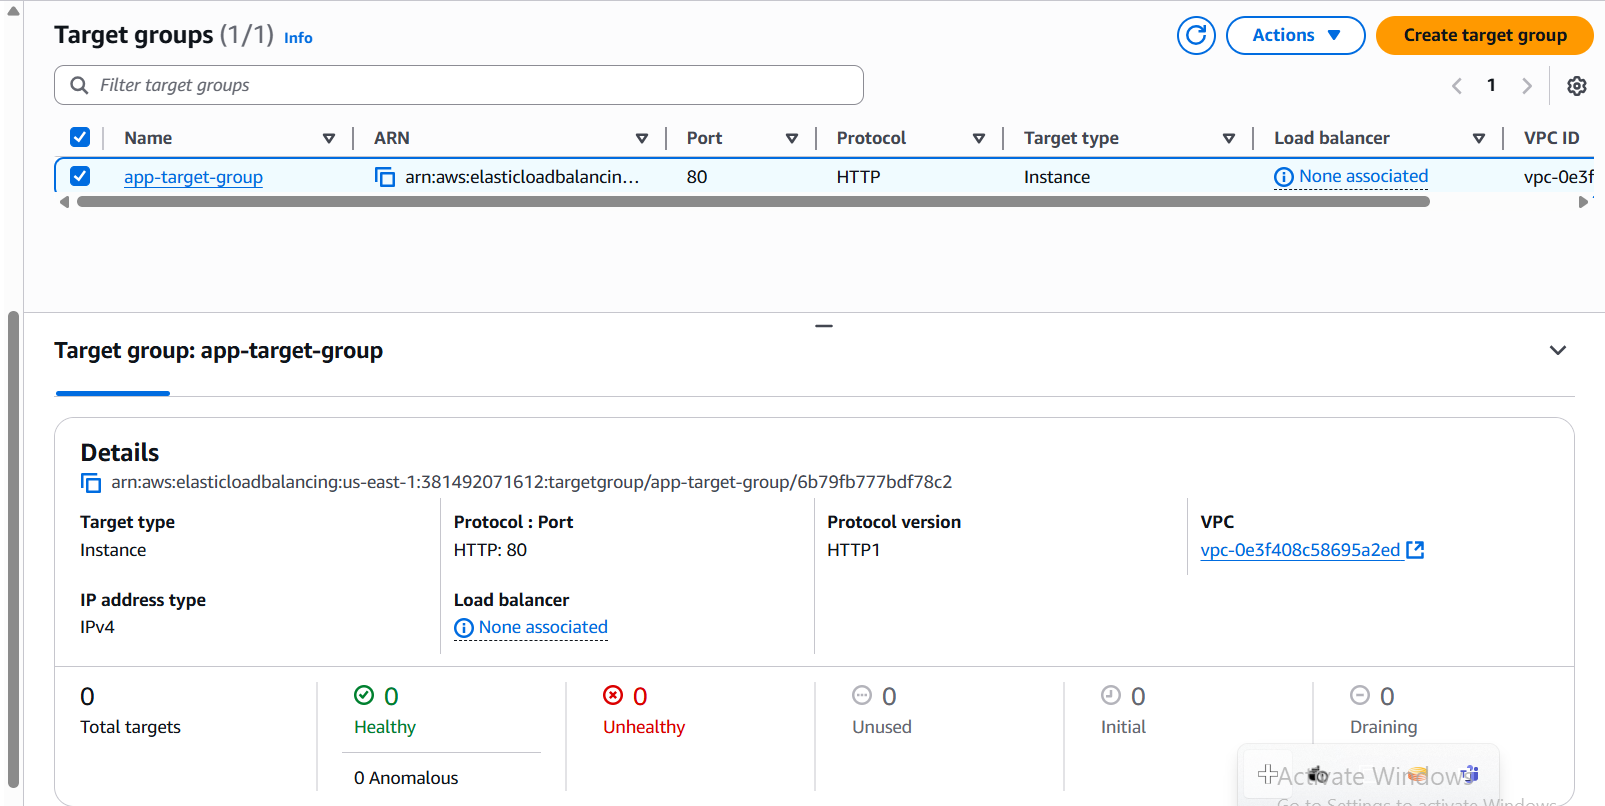 Target groups (1/1) Info
Actions
Create target group
Filter target groups
1
Name ARN Port Protocol Target type Load balancer VPC ID
app-target-group arn:aws:elasticloadbalancin... 80 HTTP Instance None associated vpc-0e3f
Target group: app-target-group
Details
arn:aws:elasticloadbalancing:us-east-1:381492071612:targetgroup/app-target-group/6b79fb777bdf78c2
Target type Protocol : Port Protocol version VPC
Instance HTTP: 80 HTTP1 vpc-0e3f408c58695a2ed
IP address type Load balancer
IPv4 None associated
0 0 0 0 0 0
Total targets Healthy Unhealthy Unused Initial Draining
0 Anomalous
Activate Windows
Go to Settings to activate Windows